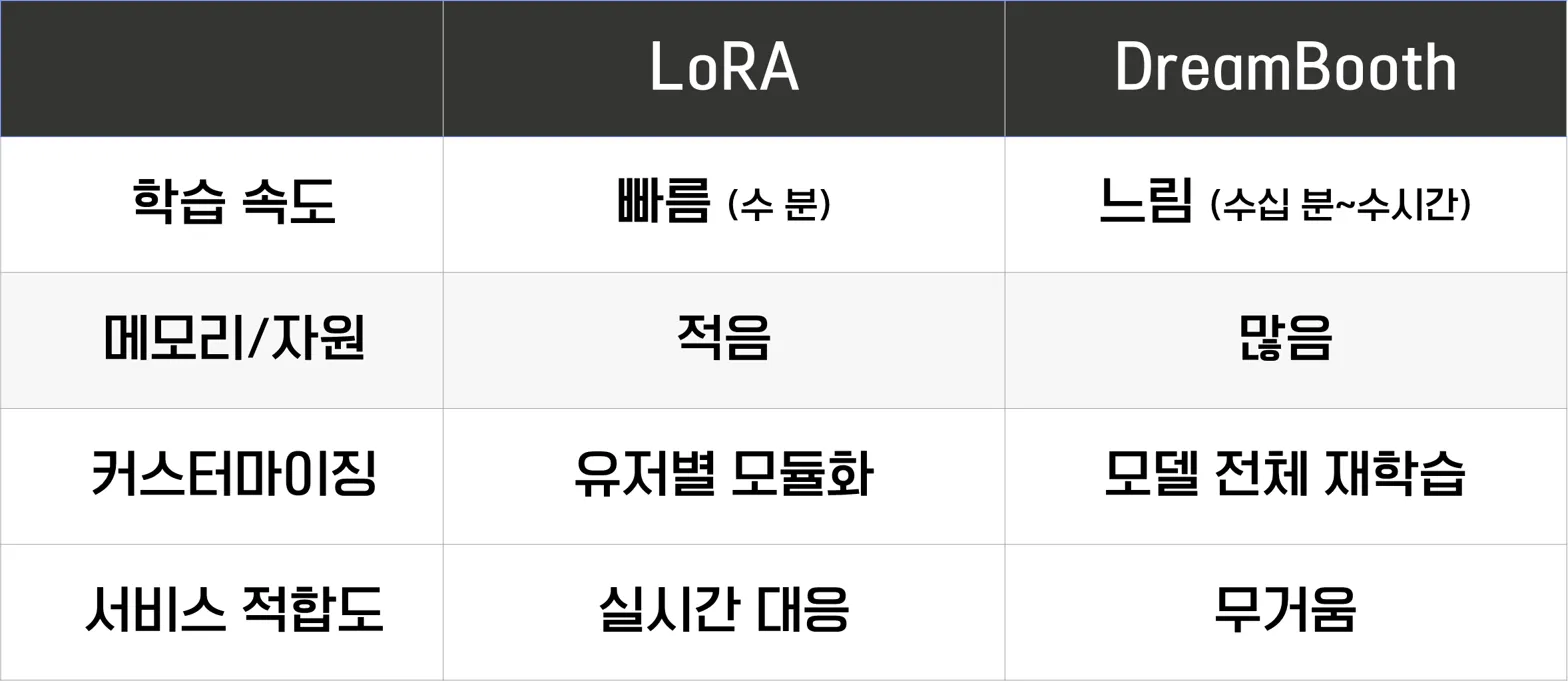 LoRA DreamBooth
학습 속도 빠름 (수 분) 느림 (수십 분~수시간)
메모리/자원 적음 많음
커스터마이징 유저별 모듈화 모델 전체 재학습
서비스 적합도 실시간 대응 무거움